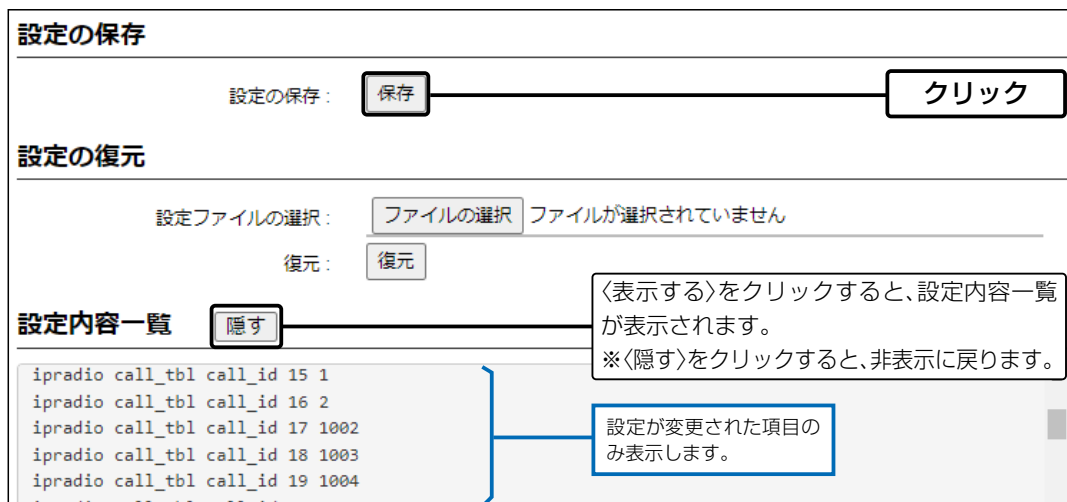 設定の保存
設定の保存 :
保存
クリック
設定の復元
設定ファイルの選択 :
ファイルの選択 ファイルが選択されていません
復元 :
復元
設定内容一覧
隠す
〈表示する〉をクリックすると、設定内容一覧
が表示されます。
※〈隠す〉をクリックすると、非表示に戻ります。
ipradio call_tbl call_id 15 1
ipradio call_tbl call_id 16 2
ipradio call_tbl call_id 17 1002
ipradio call_tbl call_id 18 1003
ipradio call_tbl call_id 19 1004
設定が変更された項目の
み表示します。